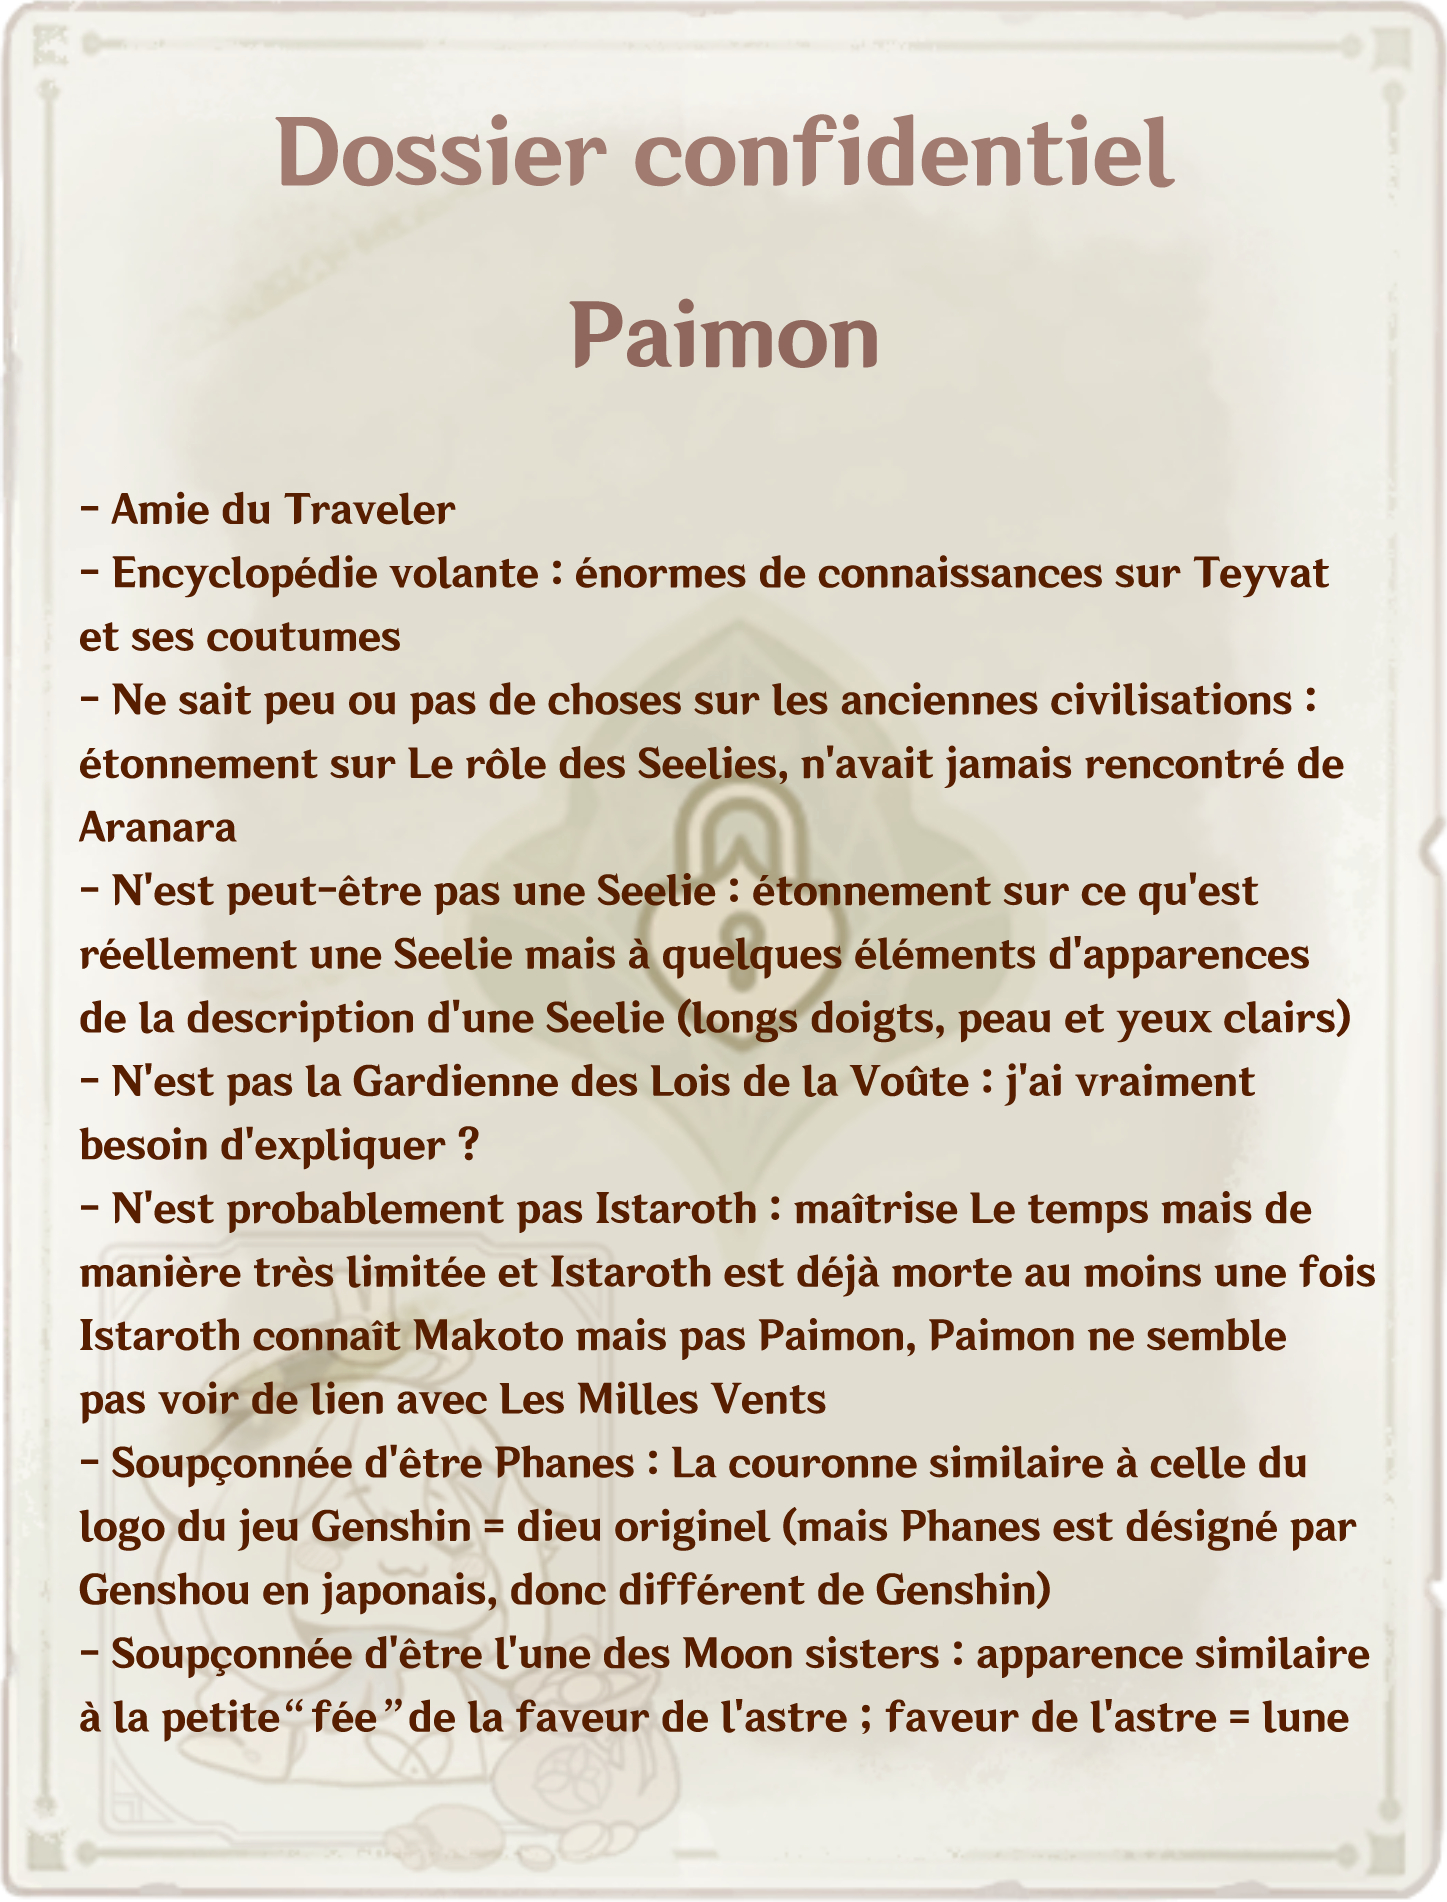 Dossier confidentiel
Paimon
- Amie du Traveler
- Encyclopédie volante : énormes de connaissances sur Teyvat
et ses coutumes
- Ne sait peu ou pas de choses sur les anciennes civilisations :
étonnement sur Le rôle des Seelies, n'avait jamais rencontré de
Aranara
- N'est peut-être pas une Seelie : étonnement sur ce qu'est
réellement une Seelie mais à quelques éléments d'apparences
de la description d'une Seelie (longs doigts, peau et yeux clairs)
- N'est pas la Gardienne des Lois de la Voûte : j'ai vraiment
besoin d'expliquer ?
- N'est probablement pas Istaroth : maîtrise Le temps mais de
manière très limitée et Istaroth est déjà morte au moins une fois
Istaroth connaît Makoto mais pas Paimon, Paimon ne semble
pas voir de lien avec Les Milles Vents
- Soupçonnée d'être Phanes : La couronne similaire à celle du
logo du jeu Genshin = dieu originel (mais Phanes est désigné par
Genshou en japonais, donc différent de Genshin)
- Soupçonnée d'être l'une des Moon sisters : apparence similaire
à la petite “ fée ” de la faveur de l'astre ; faveur de l'astre = lune